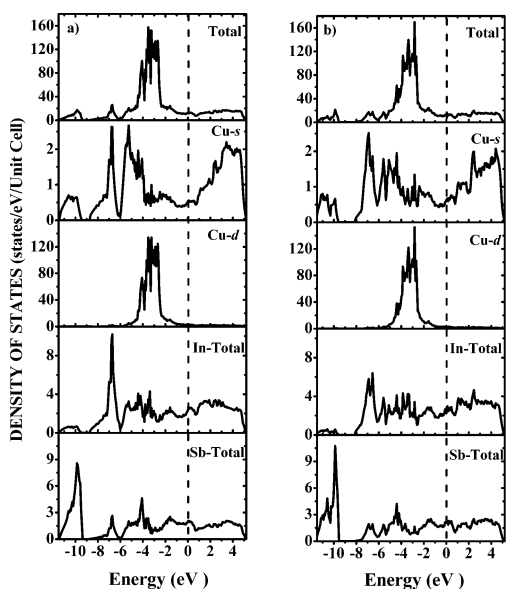 DENSITY OF STATES (states/eV/Unit Cell)
a)
Total
160
120
80
40
0
Cu-s
2
1
0
Cu-d
120
80
40
0
In-Total
8
4
0
Sb-Total
9
6
3
0
-10 -8 -6 -4 -2 0 2 4
Energy (eV )
b)
Total
160
120
80
40
0
Cu-s
2
1
0
Cu-d
120
80
40
0
In-Total
8
4
0
Sb-Total
9
6
3
0
-10 -8 -6 -4 -2 0 2 4
Energy (eV )